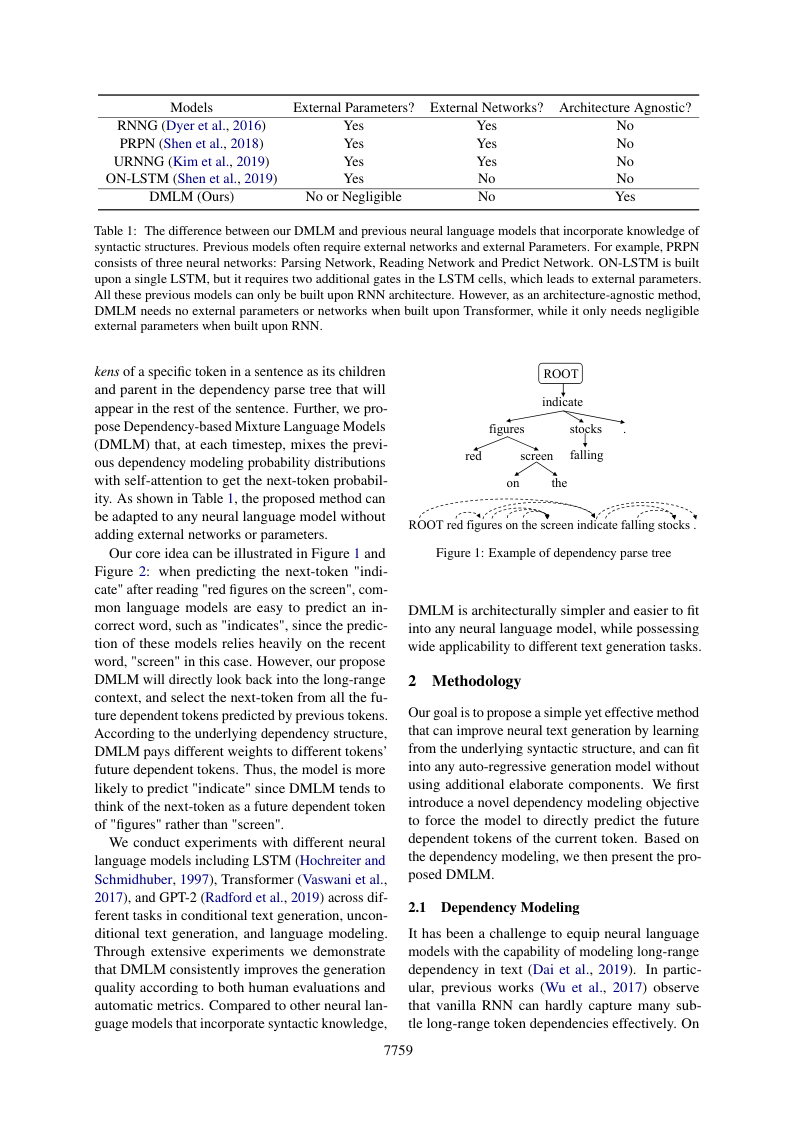 Models External Parameters? External Networks? Architecture Agnostic?
RNNG (Dyer et al., 2016) Yes Yes No
PRPN (Shen et al., 2018) Yes Yes No
URNNG (Kim et al., 2019) Yes Yes No
ON-LSTM (Shen et al., 2019) Yes No No
DMLM (Ours) No or Negligible No Yes
Table 1: The difference between our DMLM and previous neural language models that incorporate knowledge of
syntactic structures. Previous models often require external networks and external Parameters. For example, PRPN
consists of three neural networks: Parsing Network, Reading Network and Predict Network. ON-LSTM is built
upon a single LSTM, but it requires two additional gates in the LSTM cells, which leads to external parameters.
All these previous models can only be built upon RNN architecture. However, as an architecture-agnostic method,
DMLM needs no external parameters or networks when built upon Transformer, while it only needs negligible
external parameters when built upon RNN.
kens of a specific token in a sentence as its children
and parent in the dependency parse tree that will
appear in the rest of the sentence. Further, we pro-
pose Dependency-based Mixture Language Models
(DMLM) that, at each timestep, mixes the previ-
ous dependency modeling probability distributions
with self-attention to get the next-token probabil-
ity. As shown in Table 1, the proposed method can
be adapted to any neural language model without
adding external networks or parameters.
Our core idea can be illustrated in Figure 1 and
Figure 2: when predicting the next-token "indi-
cate" after reading "red figures on the screen", com-
mon language models are easy to predict an in-
correct word, such as "indicates", since the predic-
tion of these models relies heavily on the recent
word, "screen" in this case. However, our propose
DMLM will directly look back into the long-range
context, and select the next-token from all the fu-
ture dependent tokens predicted by previous tokens.
According to the underlying dependency structure,
DMLM pays different weights to different tokens'
future dependent tokens. Thus, the model is more
likely to predict "indicate" since DMLM tends to
think of the next-token as a future dependent token
of "figures" rather than "screen".
We conduct experiments with different neural
language models including LSTM (Hochreiter and
Schmidhuber, 1997), Transformer (Vaswani et al.,
2017), and GPT-2 (Radford et al., 2019) across dif-
ferent tasks in conditional text generation, uncon-
ditional text generation, and language modeling.
Through extensive experiments we demonstrate
that DMLM consistently improves the generation
quality according to both human evaluations and
automatic metrics. Compared to other neural lan-
guage models that incorporate syntactic knowledge,
ROOT
indicate
figures stocks .
red screen falling
on the
ROOT red figures on the screen indicate falling stocks .
Figure 1: Example of dependency parse tree
DMLM is architecturally simpler and easier to fit
into any neural language model, while possessing
wide applicability to different text generation tasks.
2 Methodology
Our goal is to propose a simple yet effective method
that can improve neural text generation by learning
from the underlying syntactic structure, and can fit
into any auto-regressive generation model without
using additional elaborate components. We first
introduce a novel dependency modeling objective
to force the model to directly predict the future
dependent tokens of the current token. Based on
the dependency modeling, we then present the pro-
posed DMLM.
2.1 Dependency Modeling
It has been a challenge to equip neural language
models with the capability of modeling long-range
dependency in text (Dai et al., 2019). In partic-
ular, previous works (Wu et al., 2017) observe
that vanilla RNN can hardly capture many sub-
tle long-range token dependencies effectively. On
7759